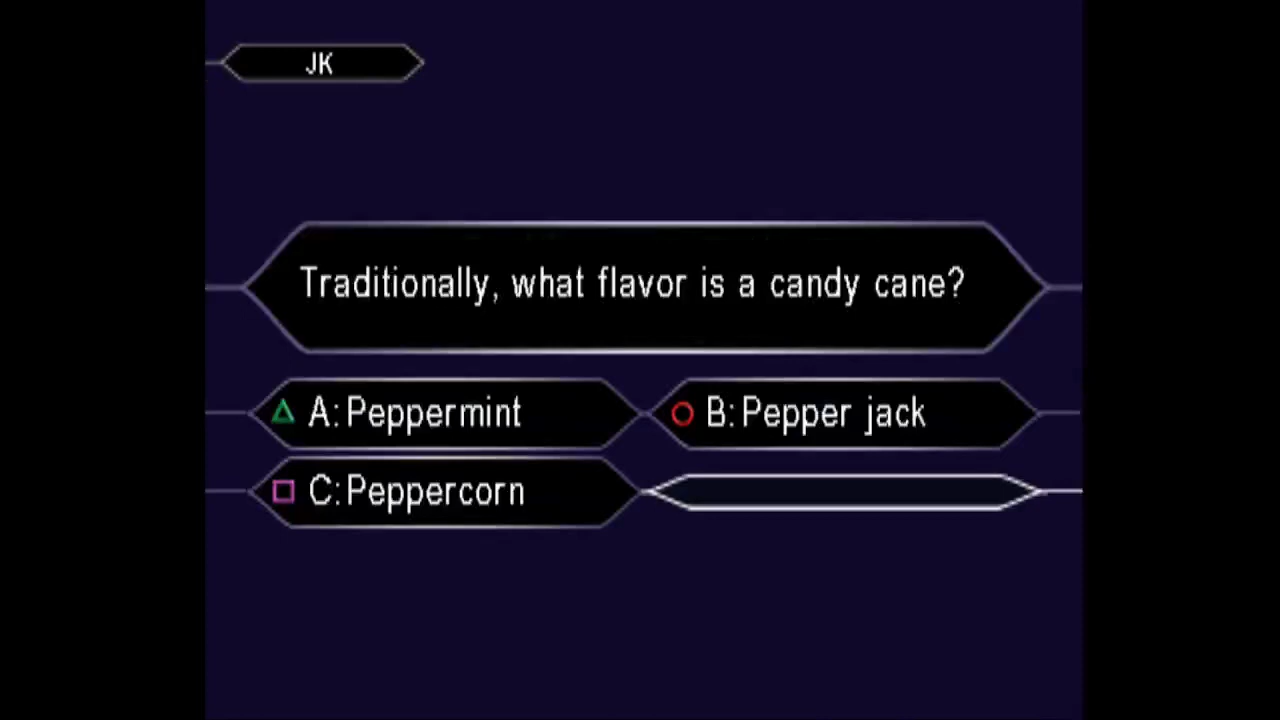 JK
Traditionally, what flavor is a candy cane?
A: Peppermint
B: Pepper jack
C: Peppercorn